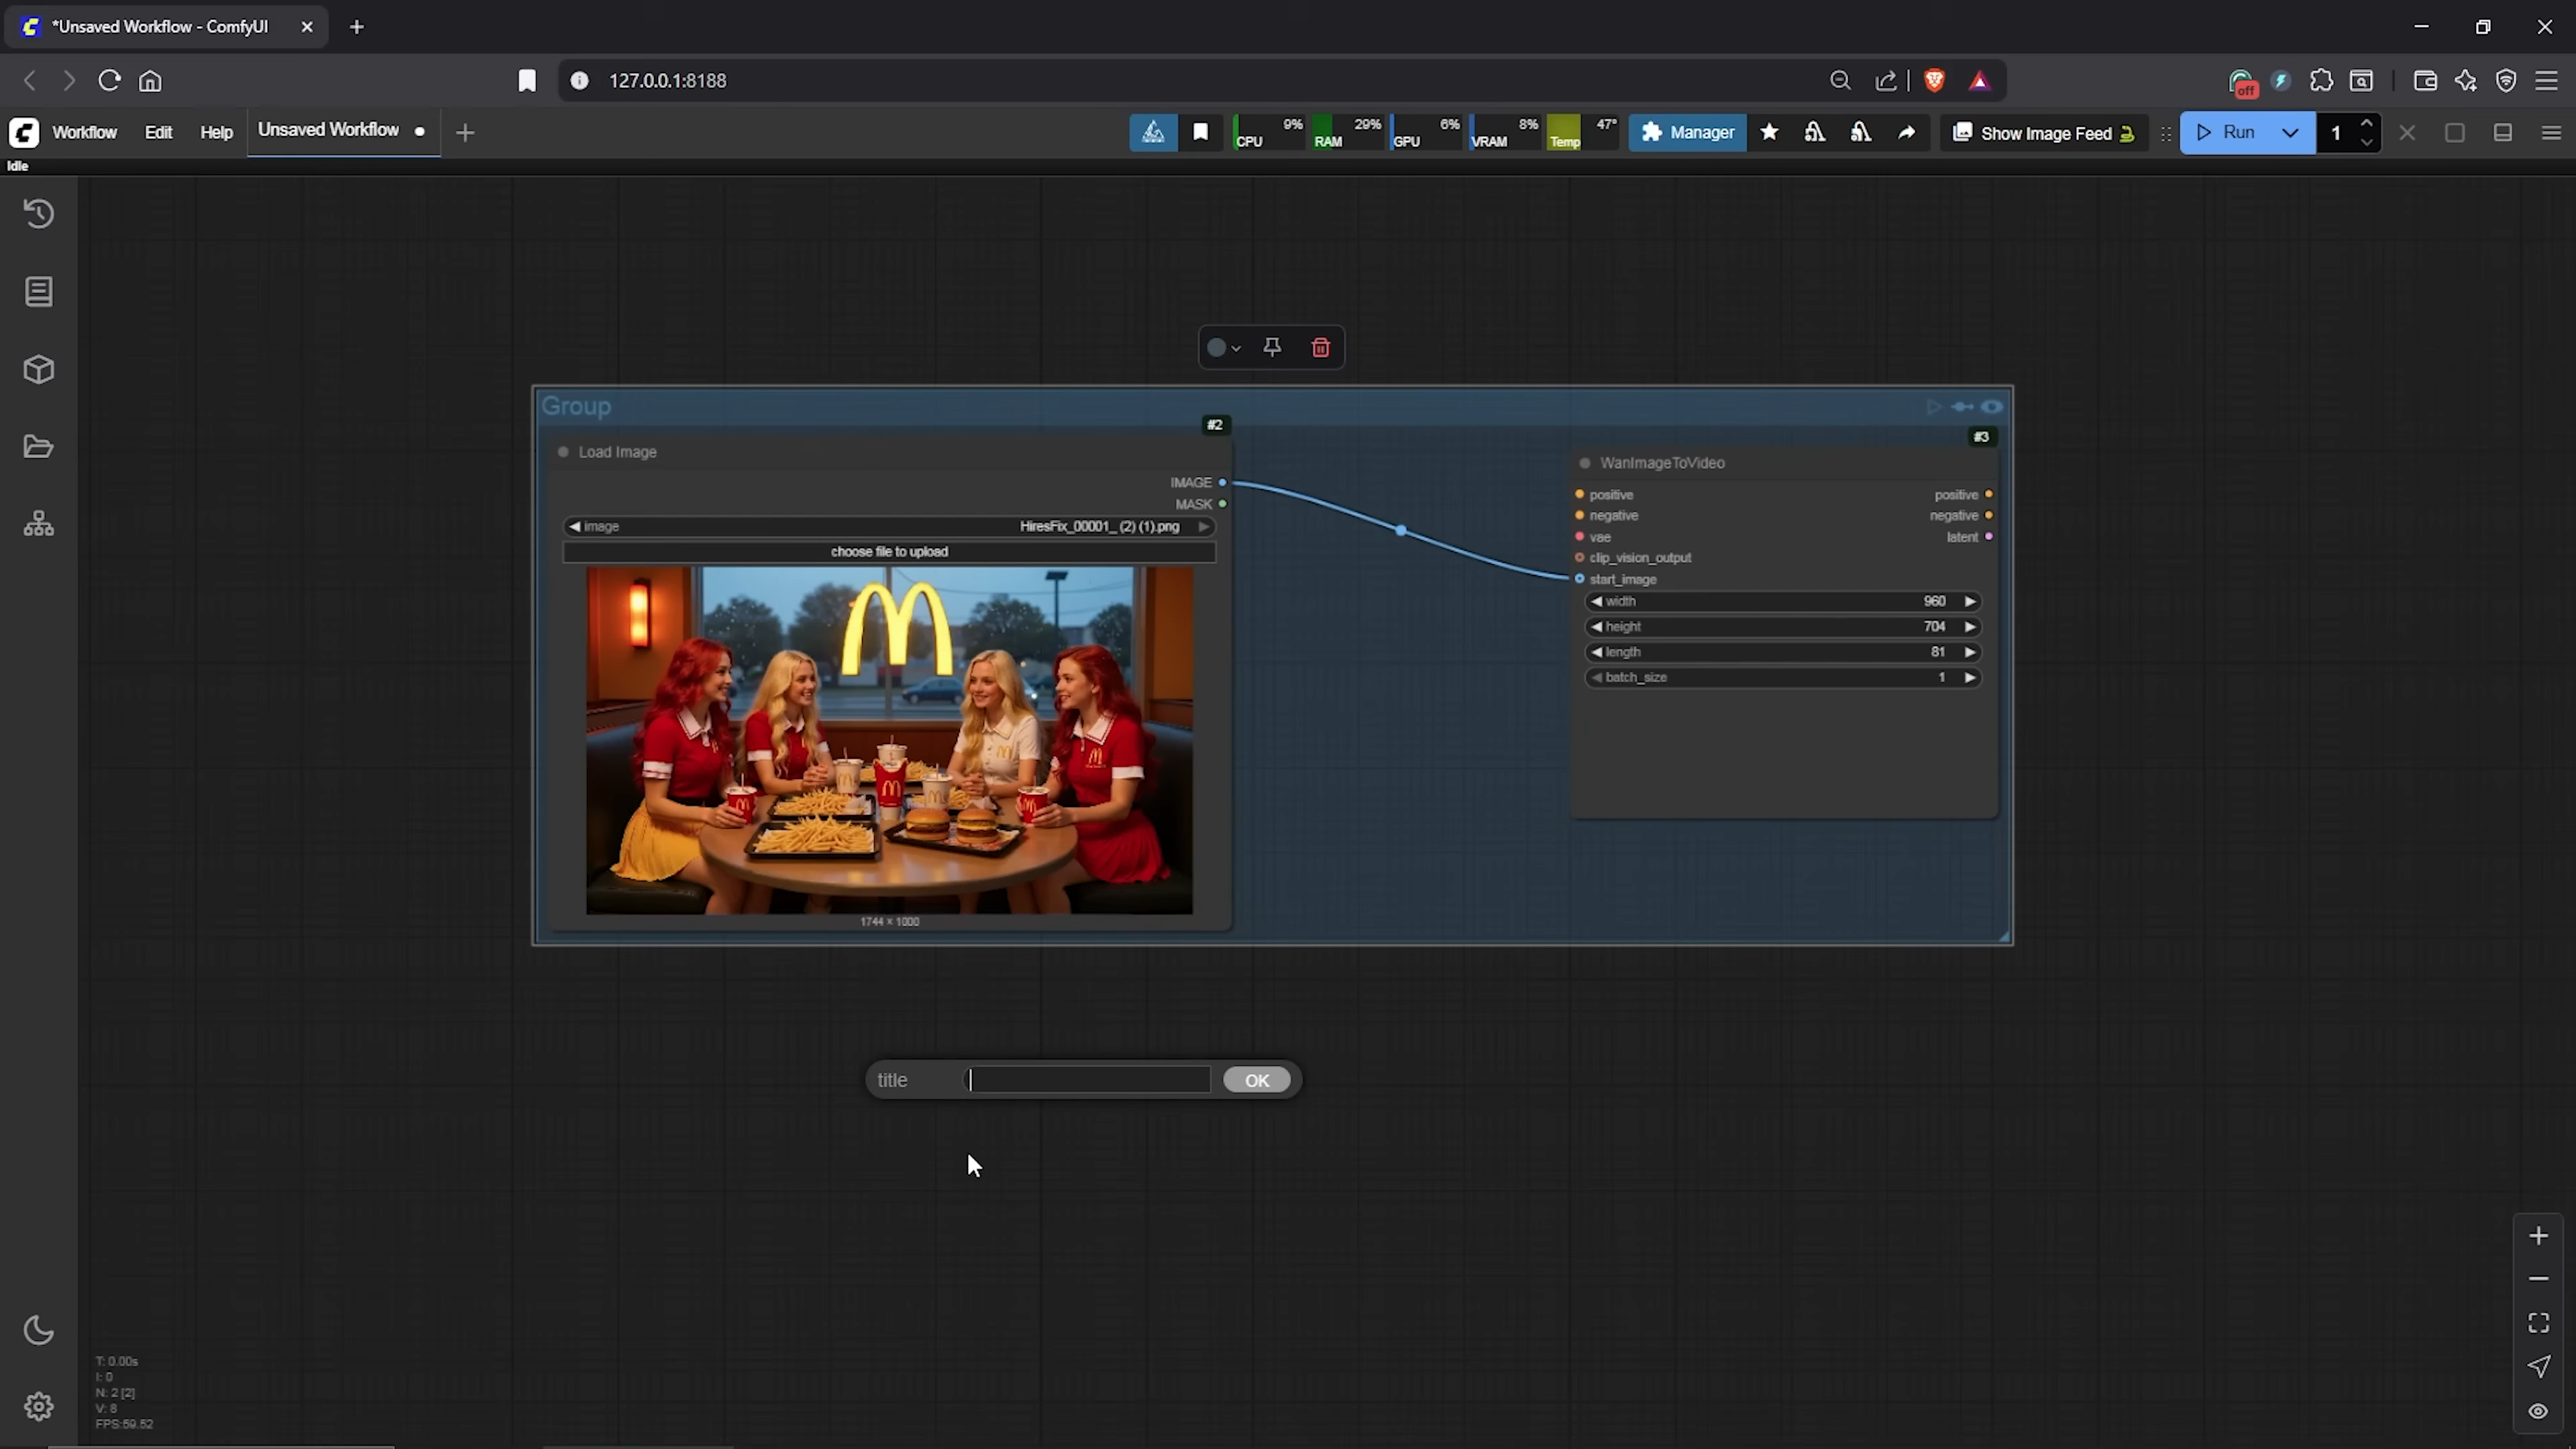 *Unsaved Workflow - ComfyUI
127.0.0.1:8188
off
Workflow Edit Help Unsaved Workflow
CPU 9% RAM 29% GPU 6% VRAM 8% Temp 47° Manager Show Image Feed Run 1
Idle
Group
#2
#3
Load Image
WanImageToVideo
IMAGE
MASK
image HiresFix_00001_ (2) (1).png
choose file to upload
1744 × 1000
positive positive
negative negative
vae latent
clip_vision_output
start_image
width 960
height 704
length 81
batch_size 1
title OK
T: 0.00s
I: 0
N: 2 [2]
V: 8
FPS:59.52